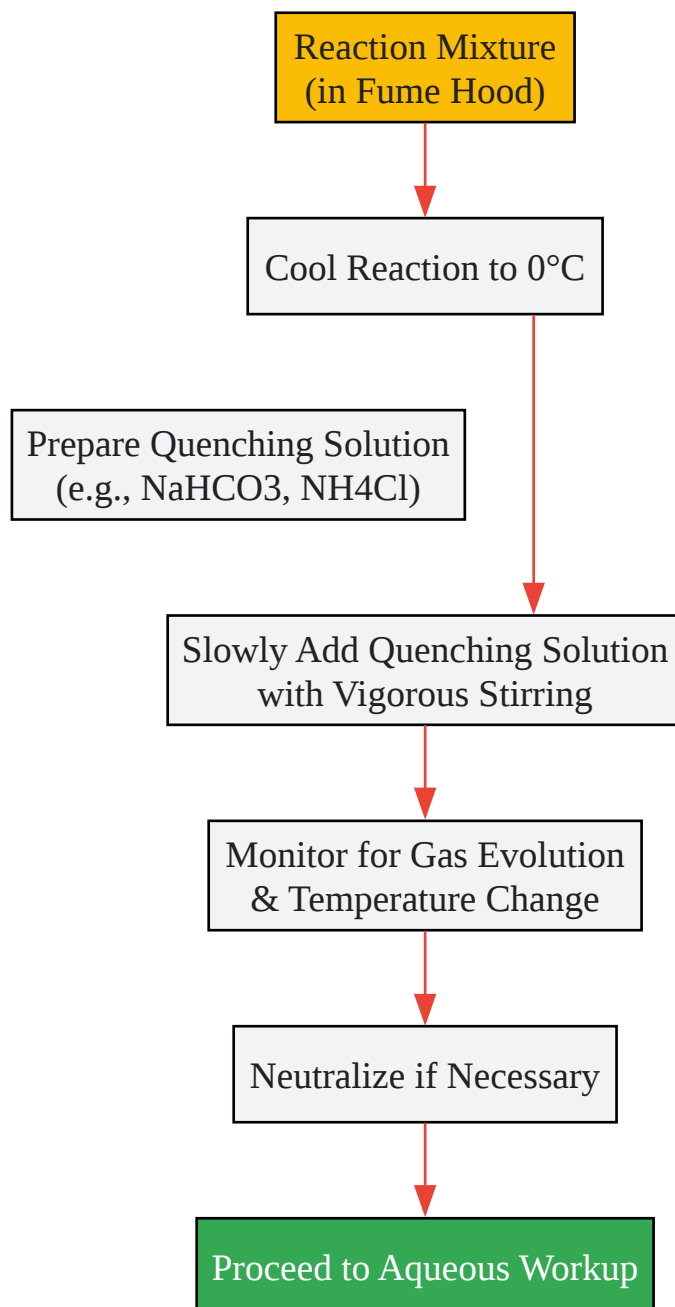 Reaction Mixture
(in Fume Hood)
Cool Reaction to 0°C
Prepare Quenching Solution
(e.g., NaHCO3, NH4Cl)
Slowly Add Quenching Solution
with Vigorous Stirring
Monitor for Gas Evolution
& Temperature Change
Neutralize if Necessary
Proceed to Aqueous Workup